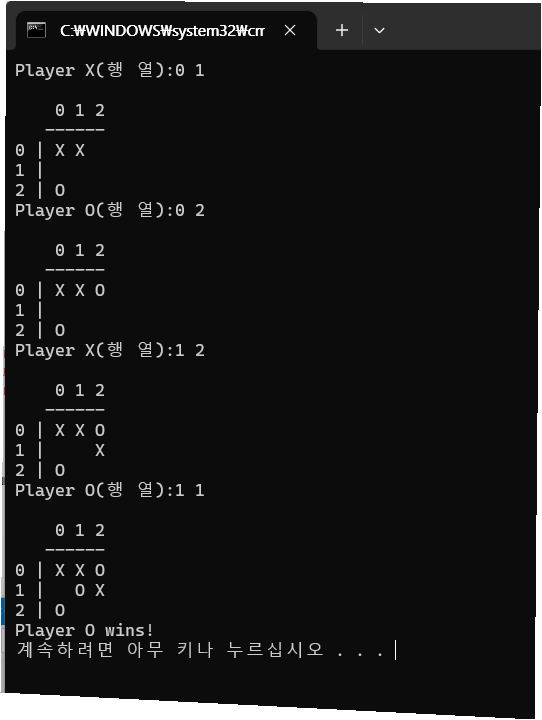 C:₩WINDOWS₩system32₩cm
Player X(행 열):0 1
0 1 2
------
0 | X X
1 |
2 | O
Player O(행 열):0 2
0 1 2
------
0 | X X O
1 |
2 | O
Player X(행 열):1 2
0 1 2
------
0 | X X O
1 |     X
2 | O
Player O(행 열):1 1
0 1 2
------
0 | X X O
1 |   O X
2 | O
Player O wins!
계속하려면 아무 키나 누르십시오 . . .